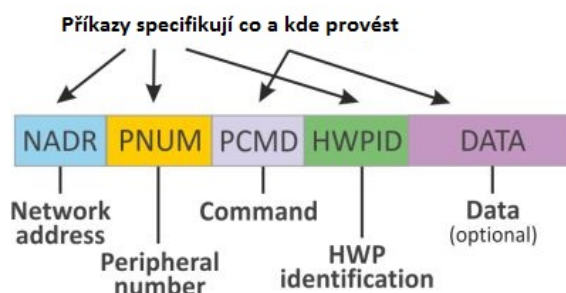 Příkazy specifikují co a kde provést
NADR PNUM PCMD HWPID DATA
Network
address
Peripheral
number
Command
HWP
identification
Data
(optional)